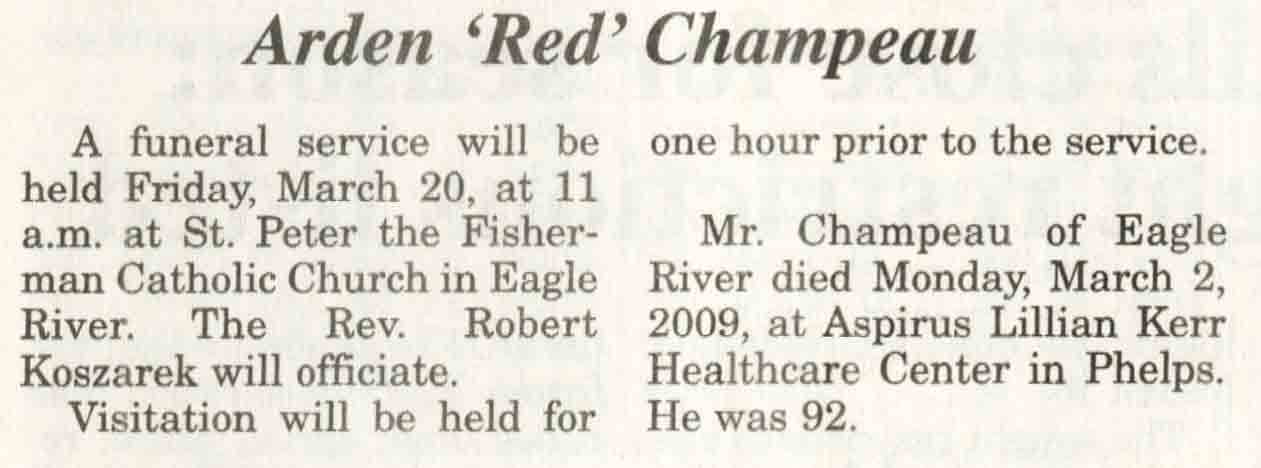 Arden ‘Red’ Champeau
A funeral service will be
held Friday, March 20, at 11
a.m. at St. Peter the Fisher-
man Catholic Church in Eagle
River. The Rev. Robert
Koszarek will officiate.
Visitation will be held for
one hour prior to the service.
Mr. Champeau of Eagle
River died Monday, March 2,
2009, at Aspirus Lillian Kerr
Healthcare Center in Phelps.
He was 92.